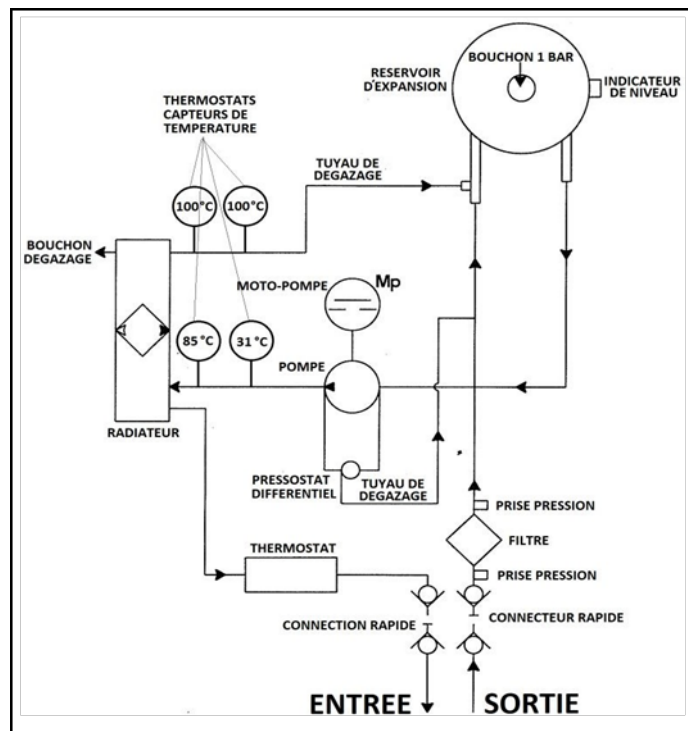 BOUCHON 1 BAR
RESERVOIR
D'EXPANSION
INDICATEUR
DE NIVEAU
THERMOSTATS
CAPTEURS DE
TEMPERATURE
TUYAU DE
DEGAZAGE
100°C
100°C
BOUCHON
DEGAZAGE
MOTO-POMPE
Mp
85°C
31°C
POMPE
RADIATEUR
PRESSOSTAT
DIFFERENTIEL
TUYAU DE
DEGAZAGE
PRISE PRESSION
FILTRE
THERMOSTAT
PRISE PRESSION
CONNECTION RAPIDE
CONNECTEUR RAPIDE
ENTREE
SORTIE